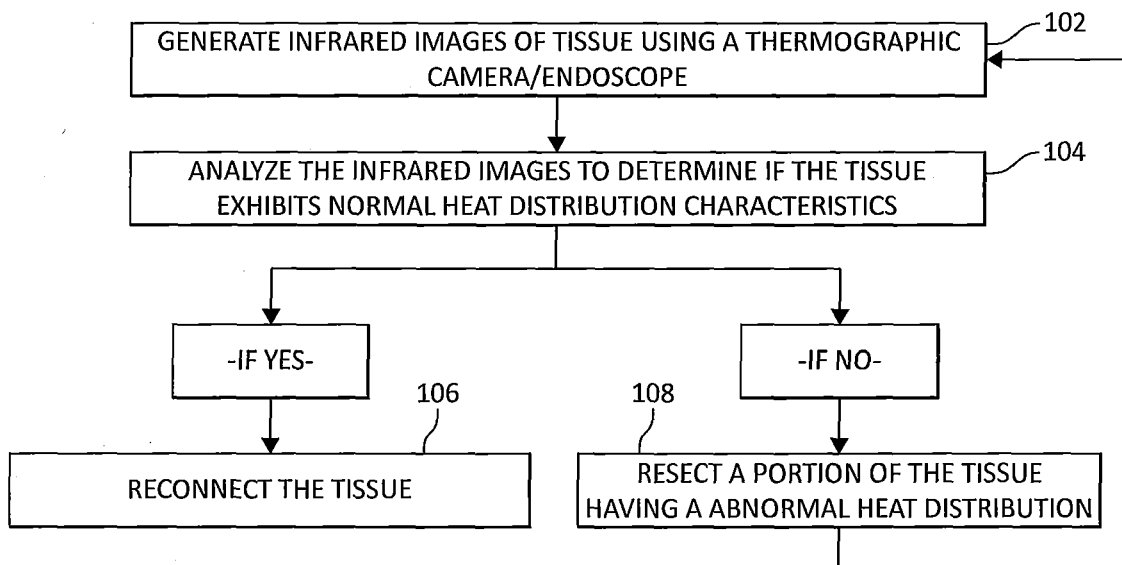 102
GENERATE INFRARED IMAGES OF TISSUE USING A THERMOGRAPHIC
CAMERA/ENDOSCOPE
104
ANALYZE THE INFRARED IMAGES TO DETERMINE IF THE TISSUE
EXHIBITS NORMAL HEAT DISTRIBUTION CHARACTERISTICS
-IF YES-
-IF NO-
106
108
RECONNECT THE TISSUE
RESECT A PORTION OF THE TISSUE
HAVING A ABNORMAL HEAT DISTRIBUTION